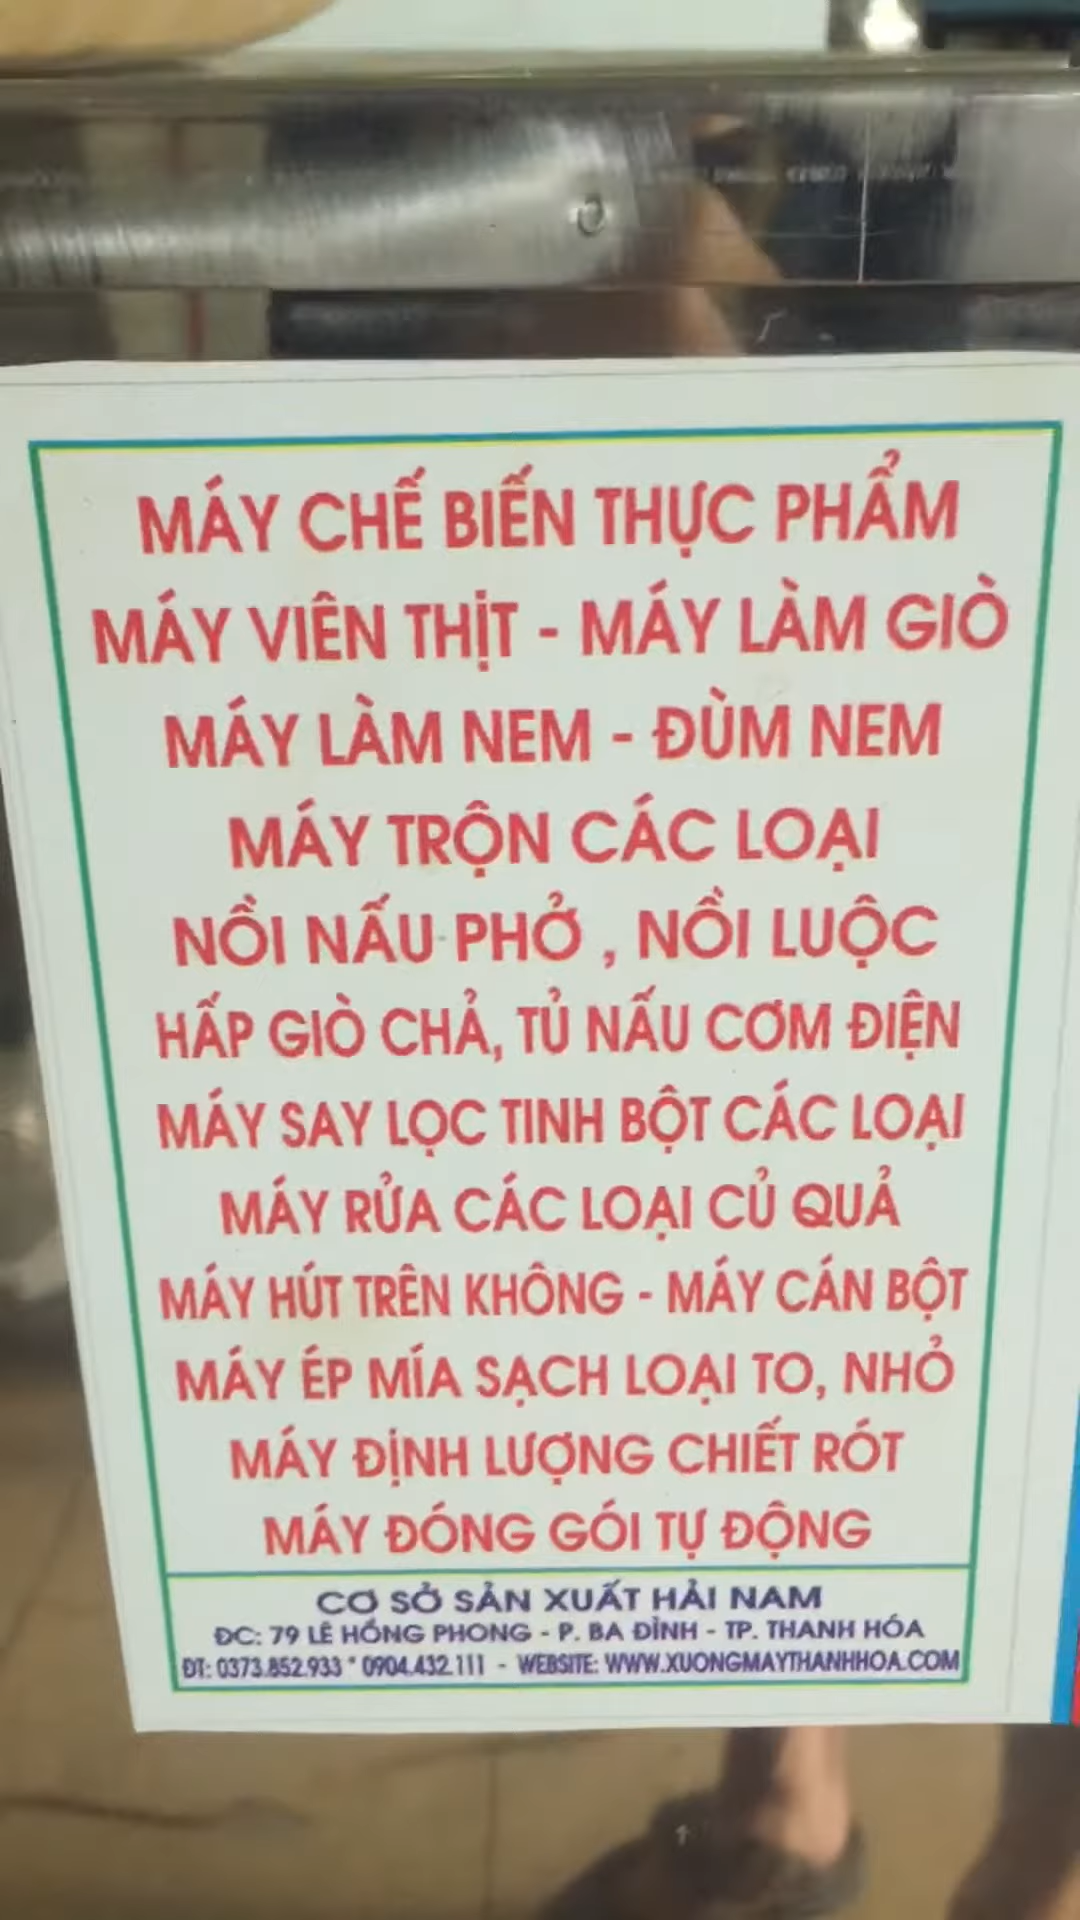 MÁY CHẾ BIẾN THỰC PHẨM
MÁY VIÊN THỊT - MÁY LÀM GIÒ
MÁY LÀM NEM - ĐÙM NEM
MÁY TRỘN CÁC LOẠI
NỒI NẤU PHỞ , NỒI LUỘC
HẤP GIÒ CHẢ, TỦ NẤU CƠM ĐIỆN
MÁY SAY LỌC TINH BỘT CÁC LOẠI
MÁY RỬA CÁC LOẠI CỦ QUẢ
MÁY HÚT TRÊN KHÔNG - MÁY CÁN BỘT
MÁY ÉP MÍA SẠCH LOẠI TO, NHỎ
MÁY ĐỊNH LƯỢNG CHIẾT RÓT
MÁY ĐÓNG GÓI TỰ ĐỘNG
CƠ SỞ SẢN XUẤT HẢI NAM
ĐC: 79 LÊ HỒNG PHONG - P. BA ĐÌNH - TP. THANH HÓA
ĐT: 0373.852.933 * 0904.432.111 - WEBSITE: WWW.XUONGMAYTHANHHOA.COM